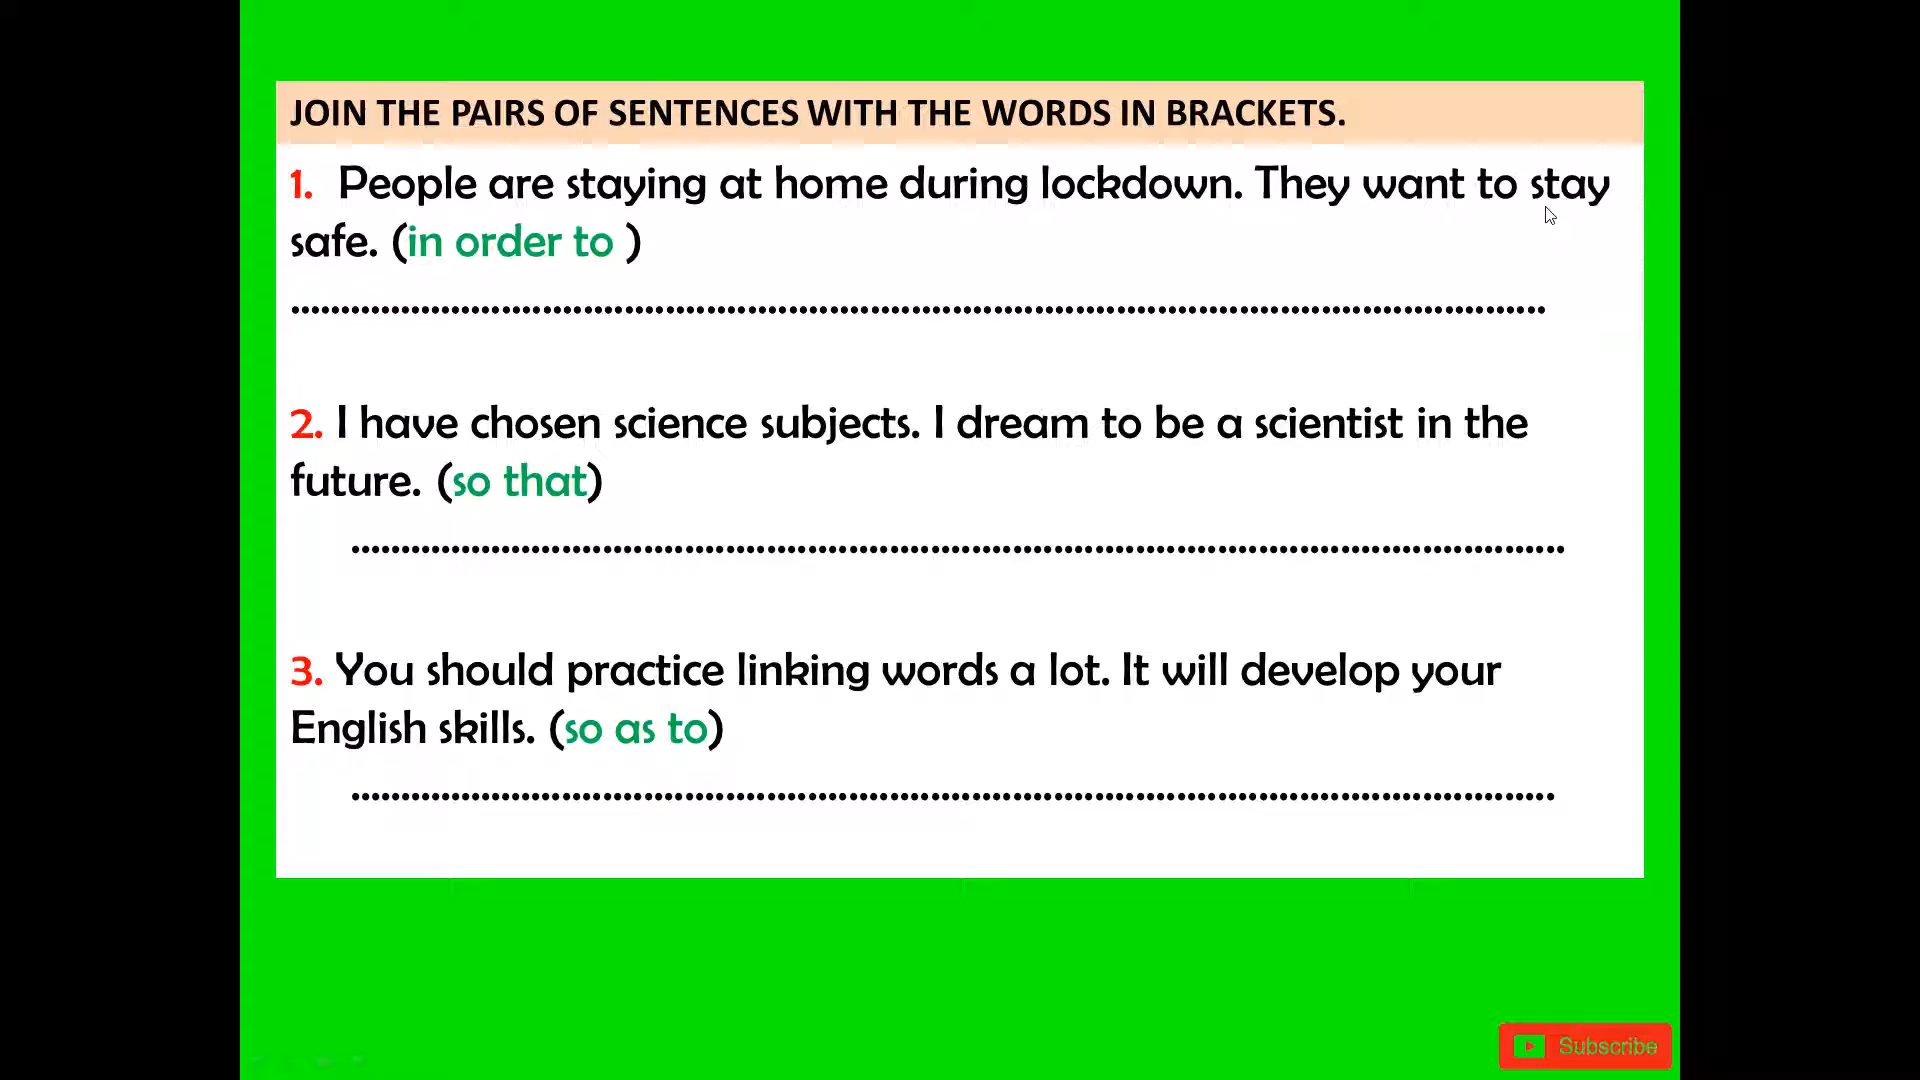 JOIN THE PAIRS OF SENTENCES WITH THE WORDS IN BRACKETS.
1. People are staying at home during lockdown. They want to stay
safe. (in order to )
................................................................................................................
2. I have chosen science subjects. I dream to be a scientist in the
future. (so that)
................................................................................................................
3. You should practice linking words a lot. It will develop your
English skills. (so as to)
................................................................................................................
Subscribe